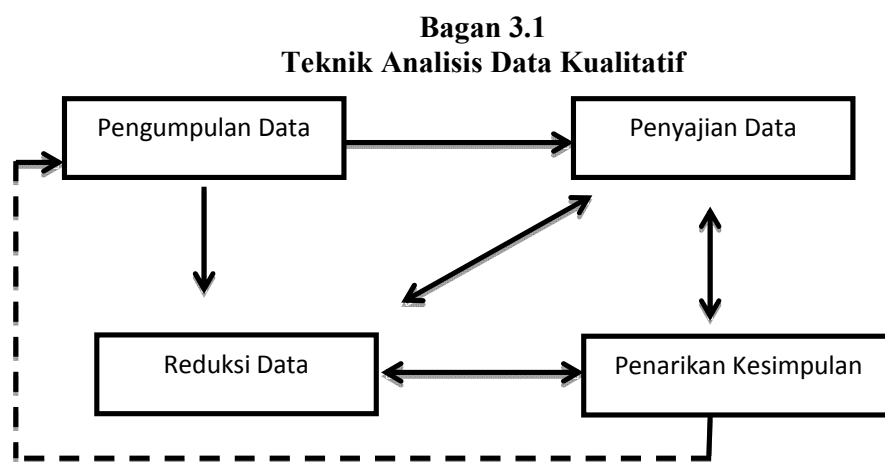 Bagan 3.1
Teknik Analisis Data Kualitatif
Pengumpulan Data
Penyajian Data
Reduksi Data
Penarikan Kesimpulan